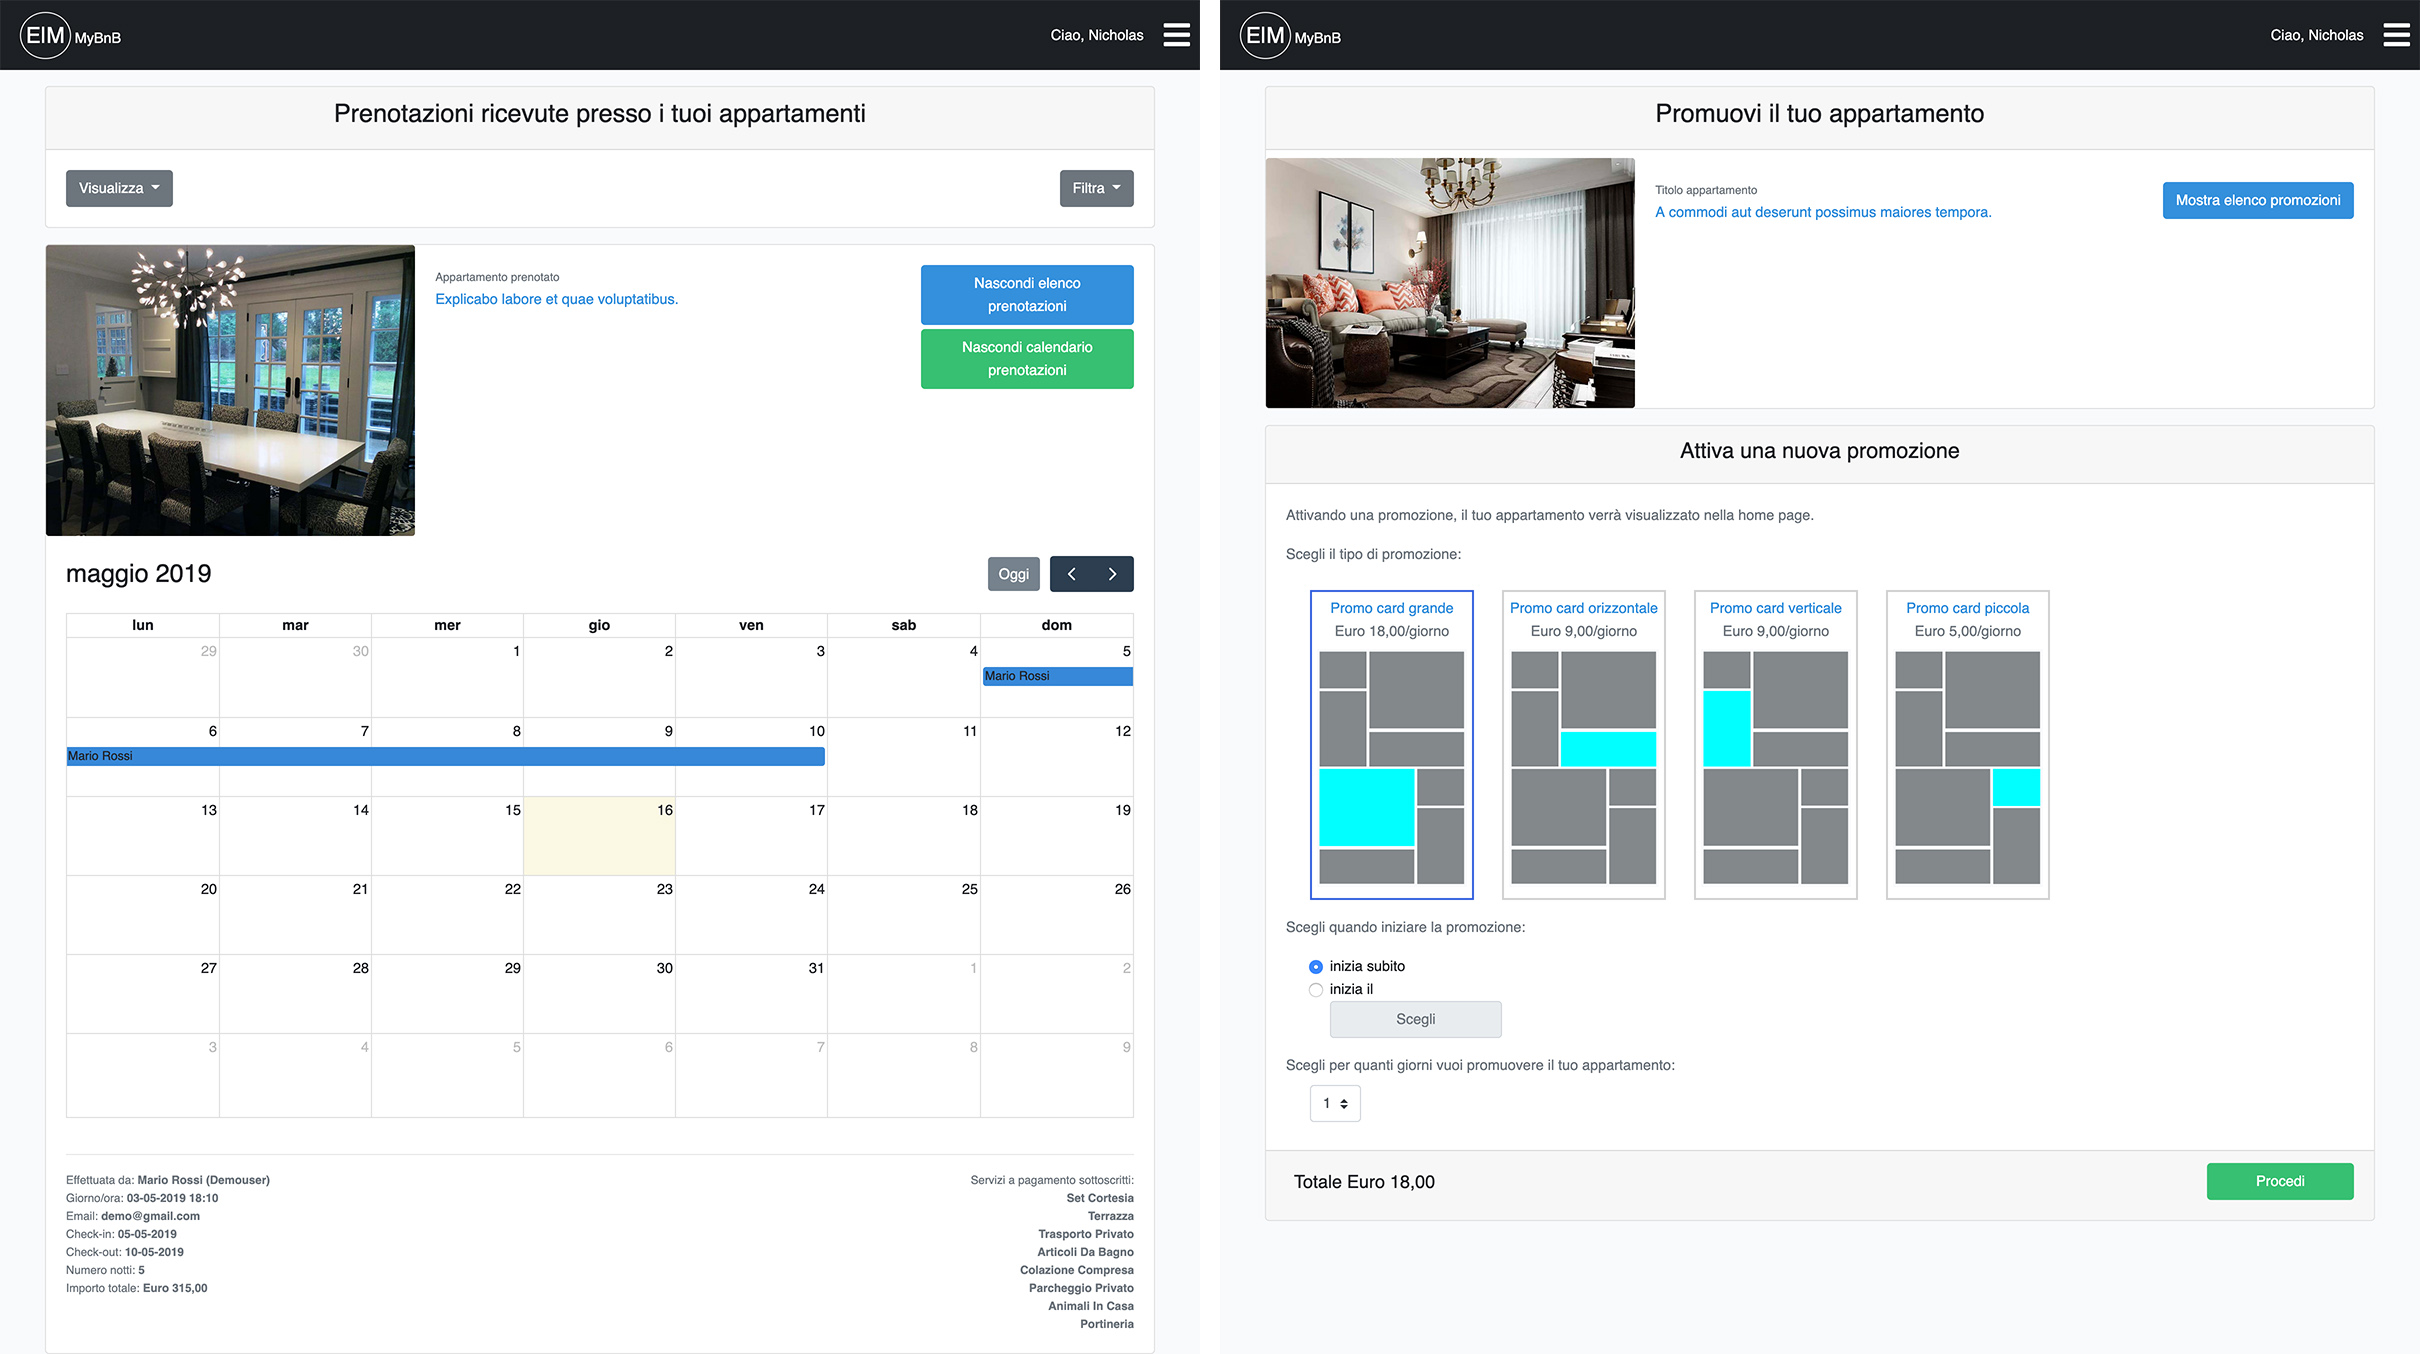 EIM MyBnB
Ciao, Nicholas
Prenotazioni ricevute presso i tuoi appartamenti
Visualizza
Filtra
Appartamento prenotato
Explicabo labore et quae voluptatibus.
Nascondi elenco
prenotazioni
Nascondi calendario
prenotazioni
maggio 2019
Oggi
lun mar mer gio ven sab dom
29 30 1 2 3 4 5
Mario Rossi
6 7 8 9 10 11 12
Mario Rossi
13 14 15 16 17 18 19
20 21 22 23 24 25 26
27 28 29 30 31 1 2
3 4 5 6 7 8 9
Effettuata da: Mario Rossi (Demouser)
Giorno/ora: 03-05-2019 18:10
Email: demo@gmail.com
Check-in: 05-05-2019
Check-out: 10-05-2019
Numero notti: 5
Importo totale: Euro 315,00
Servizi a pagamento sottoscritti:
Set Cortesia
Terrazza
Trasporto Privato
Articoli Da Bagno
Colazione Compresa
Parcheggio Privato
Animali In Casa
Portineria
EIM MyBnB
Ciao, Nicholas
Promuovi il tuo appartamento
Titolo appartamento
A commodi aut deserunt possimus maiores tempora.
Mostra elenco promozioni
Attiva una nuova promozione
Attivando una promozione, il tuo appartamento verrà visualizzato nella home page.
Scegli il tipo di promozione:
Promo card grande
Euro 18,00/giorno
Promo card orizzontale
Euro 9,00/giorno
Promo card verticale
Euro 9,00/giorno
Promo card piccola
Euro 5,00/giorno
Scegli quando iniziare la promozione:
inizia subito
inizia il
Scegli
Scegli per quanti giorni vuoi promuovere il tuo appartamento:
1
Totale Euro 18,00
Procedi